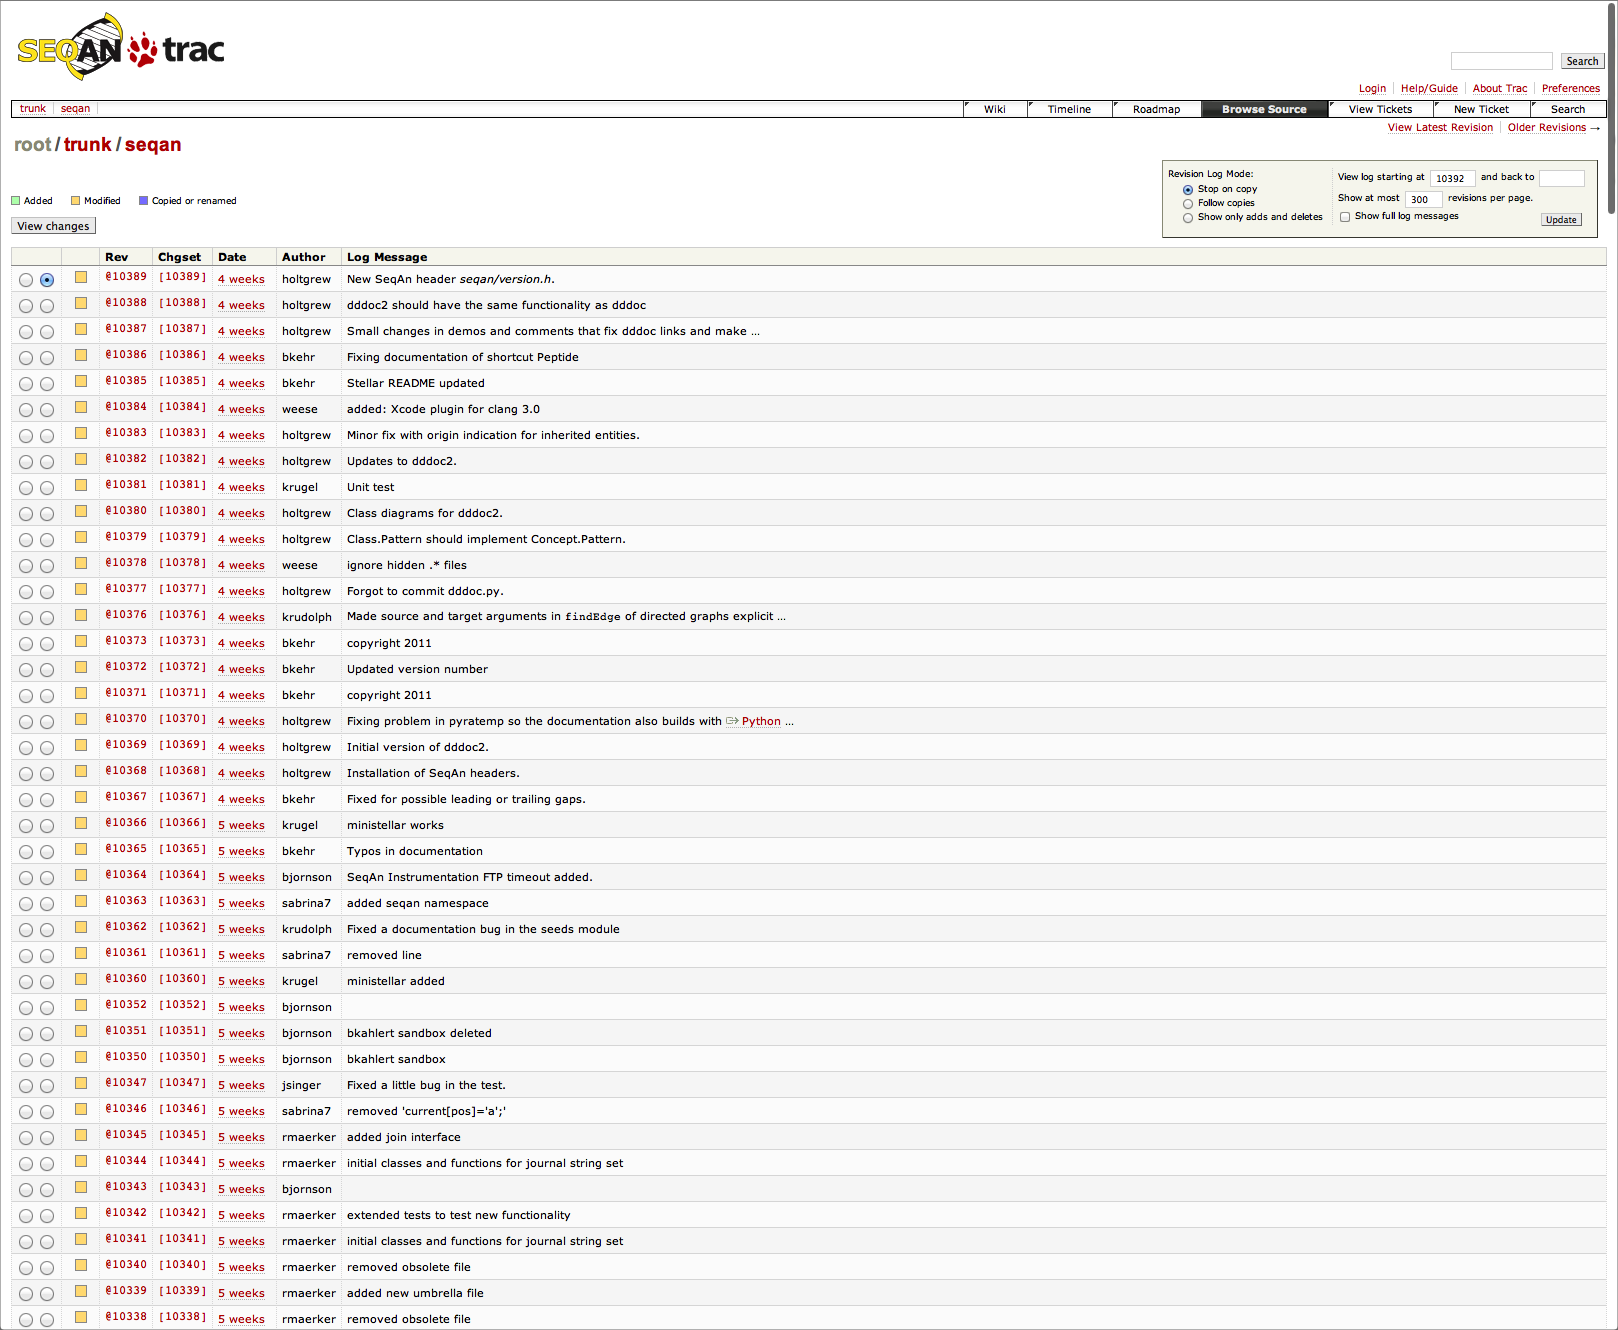 SEQAN trac
Search
Login Help/Guide About Trac Preferences
trunk seqan Wiki Timeline Roadmap Browse Source View Tickets New Ticket Search
View Latest Revision Older Revisions →
root / trunk / seqan
Revision Log Mode:
Stop on copy
Follow copies
Show only adds and deletes
View log starting at 10392 and back to
Show at most 300 revisions per page.
Show full log messages
Update
Added Modified Copied or renamed
View changes
Rev Chgset Date Author Log Message
@10389 [10389] 4 weeks holtgrew New SeqAn header seqan/version.h.
@10388 [10388] 4 weeks holtgrew dddoc2 should have the same functionality as dddoc
@10387 [10387] 4 weeks holtgrew Small changes in demos and comments that fix dddoc links and make ...
@10386 [10386] 4 weeks bkehr Fixing documentation of shortcut Peptide
@10385 [10385] 4 weeks bkehr Stellar README updated
@10384 [10384] 4 weeks weese added: Xcode plugin for clang 3.0
@10383 [10383] 4 weeks holtgrew Minor fix with origin indication for inherited entities.
@10382 [10382] 4 weeks holtgrew Updates to dddoc2.
@10381 [10381] 4 weeks krugel Unit test
@10380 [10380] 4 weeks holtgrew Class diagrams for dddoc2.
@10379 [10379] 4 weeks holtgrew Class.Pattern should implement Concept.Pattern.
@10378 [10378] 4 weeks weese ignore hidden .* files
@10377 [10377] 4 weeks holtgrew Forgot to commit dddoc.py.
@10376 [10376] 4 weeks krudolph Made source and target arguments in findEdge of directed graphs explicit ...
@10373 [10373] 4 weeks bkehr copyright 2011
@10372 [10372] 4 weeks bkehr Updated version number
@10371 [10371] 4 weeks bkehr copyright 2011
@10370 [10370] 4 weeks holtgrew Fixing problem in pyratemp so the documentation also builds with Python ...
@10369 [10369] 4 weeks holtgrew Initial version of dddoc2.
@10368 [10368] 4 weeks holtgrew Installation of SeqAn headers.
@10367 [10367] 4 weeks bkehr Fixed for possible leading or trailing gaps.
@10366 [10366] 5 weeks krugel ministellar works
@10365 [10365] 5 weeks bkehr Typos in documentation
@10364 [10364] 5 weeks bjornson SeqAn Instrumentation FTP timeout added.
@10363 [10363] 5 weeks sabrina7 added seqan namespace
@10362 [10362] 5 weeks krudolph Fixed a documentation bug in the seeds module
@10361 [10361] 5 weeks sabrina7 removed line
@10360 [10360] 5 weeks krugel ministellar added
@10352 [10352] 5 weeks bjornson
@10351 [10351] 5 weeks bjornson bkahlert sandbox deleted
@10350 [10350] 5 weeks bjornson bkahlert sandbox
@10347 [10347] 5 weeks jsinger Fixed a little bug in the test.
@10346 [10346] 5 weeks sabrina7 removed 'current[pos]='a';'
@10345 [10345] 5 weeks rmaerker added join interface
@10344 [10344] 5 weeks rmaerker initial classes and functions for journal string set
@10343 [10343] 5 weeks bjornson
@10342 [10342] 5 weeks rmaerker extended tests to test new functionality
@10341 [10341] 5 weeks rmaerker initial classes and functions for journal string set
@10340 [10340] 5 weeks rmaerker removed obsolete file
@10339 [10339] 5 weeks rmaerker added new umbrella file
@10338 [10338] 5 weeks rmaerker removed obsolete file